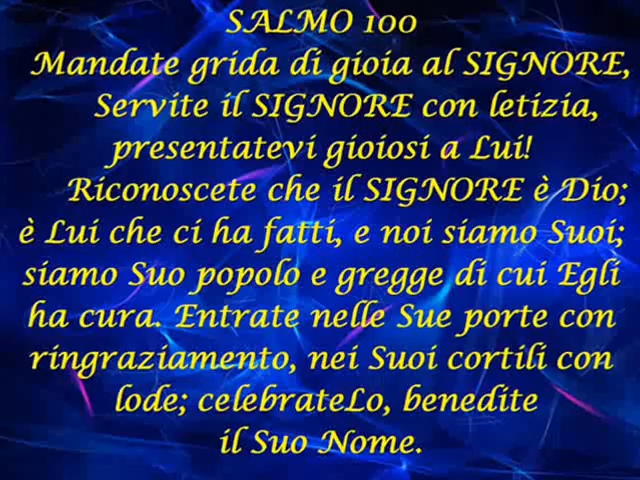 SALMO 100
Mandate grida di gioia al SIGNORE,
Servite il SIGNORE con letizia,
presentatevi gioiosi a Lui!
Riconoscete che il SIGNORE è Dio;
è Lui che ci ha fatti, e noi siamo Suoi;
siamo Suo popolo e gregge di cui Egli
ha cura. Entrate nelle Sue porte con
ringraziamento, nei Suoi cortili con
lode; celebrateLo, benedite
il Suo Nome.